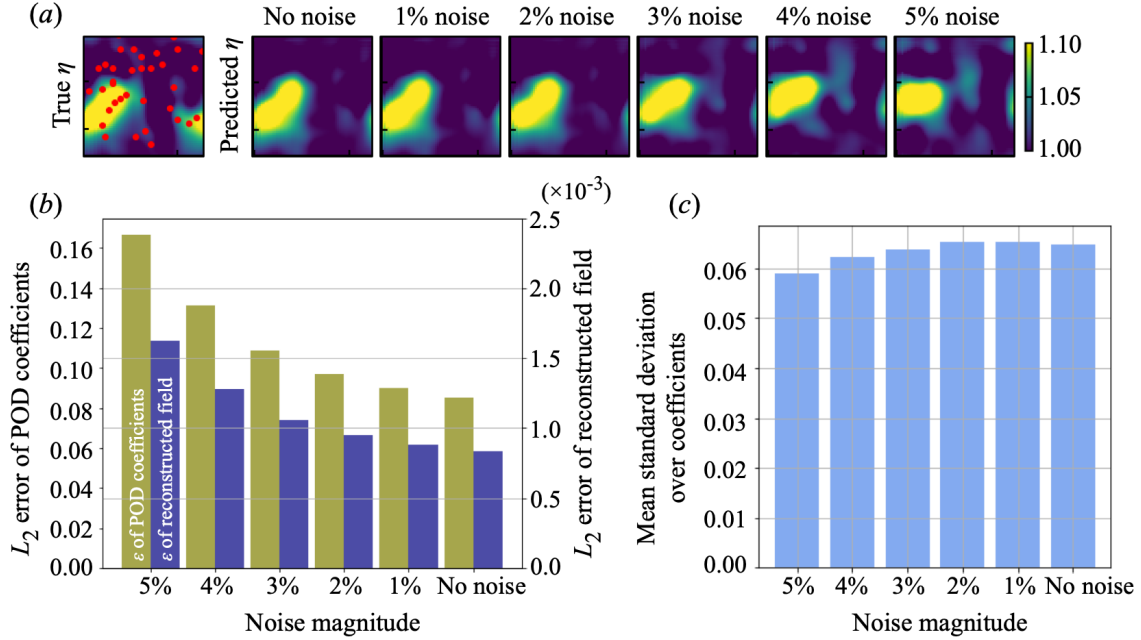 (a)
True η
Predicted η
No noise
1% noise
2% noise
3% noise
4% noise
5% noise
1.10
1.05
1.00
(b)
(×10⁻³)
L₂ error of POD coefficients
0.16
0.14
0.12
0.10
0.08
0.06
0.04
0.02
0.00
ε of POD coefficients
ε of reconstructed field
2.5
2.0
1.5
1.0
0.5
0.0
L₂ error of reconstructed field
5%
4%
3%
2%
1%
No noise
Noise magnitude
(c)
Mean standard deviation
over coefficients
0.06
0.05
0.04
0.03
0.02
0.01
0.00
5%
4%
3%
2%
1%
No noise
Noise magnitude